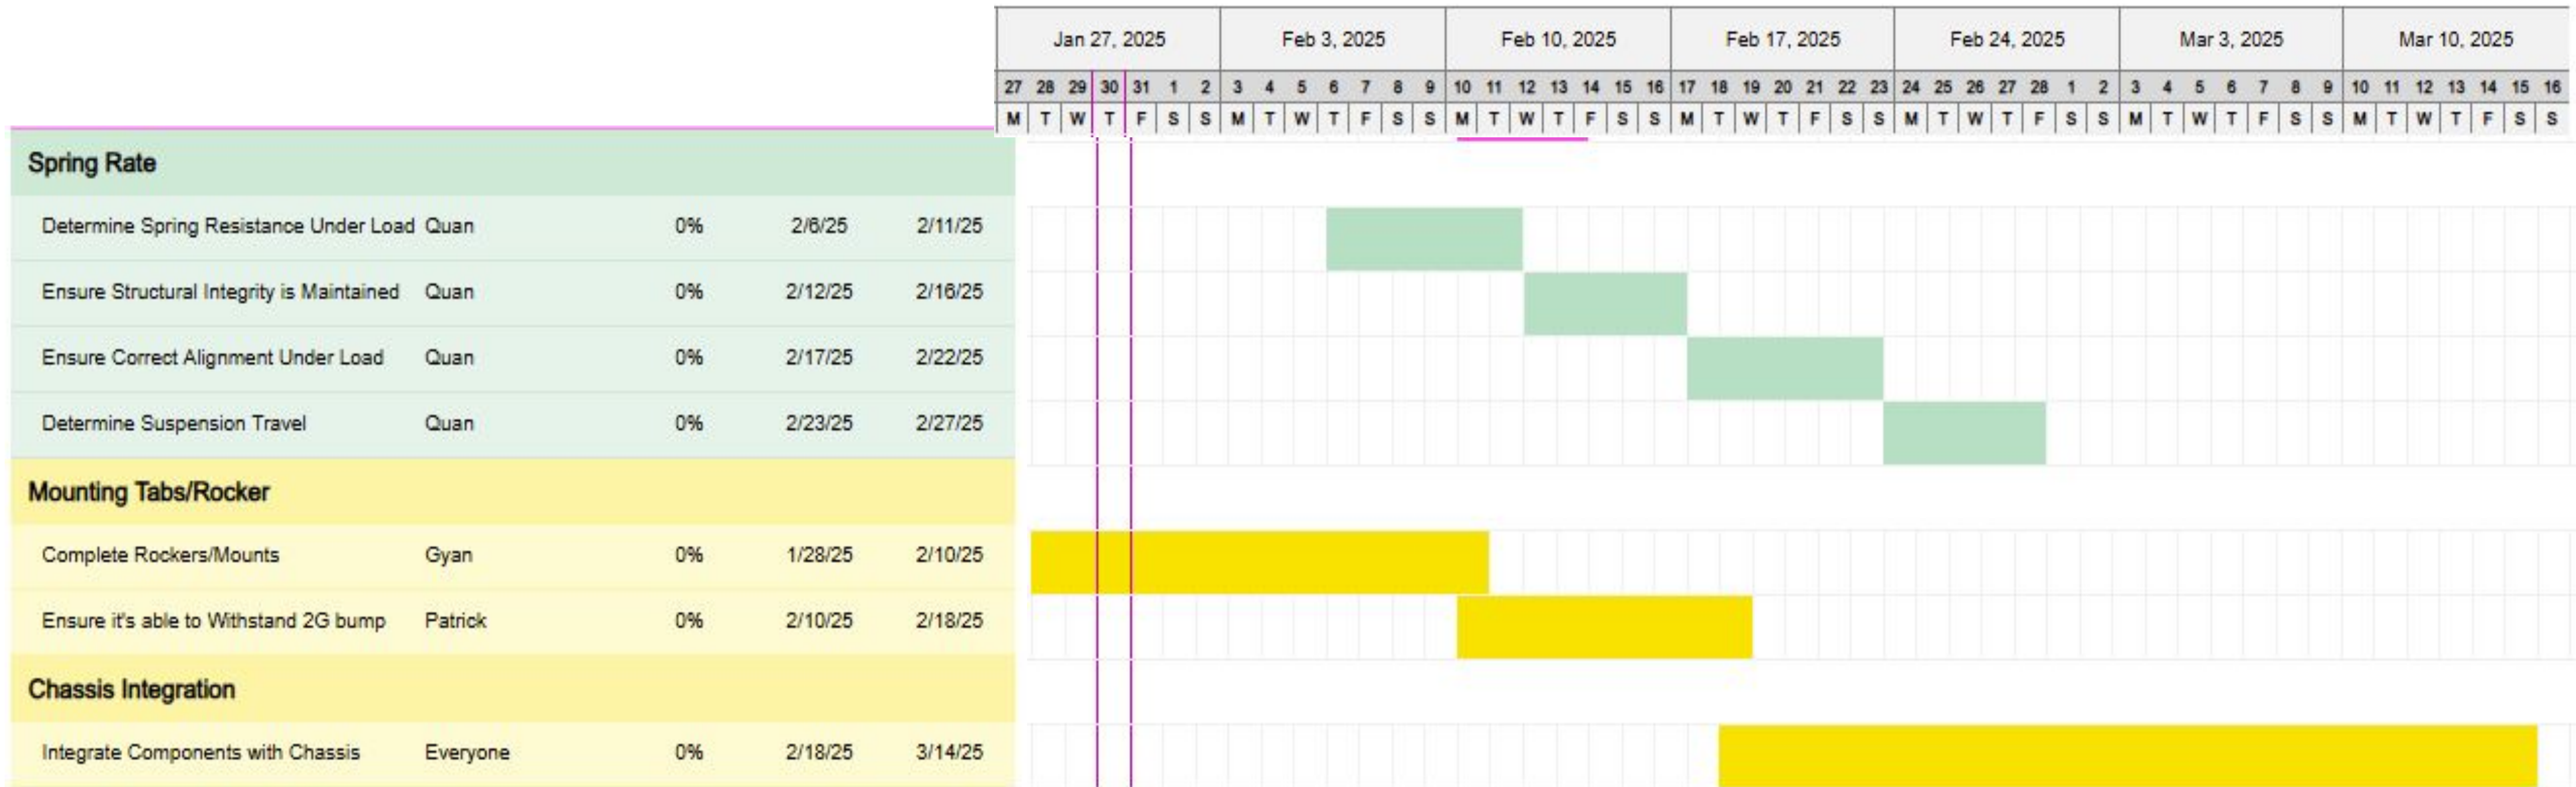 Jan 27, 2025 Feb 3, 2025 Feb 10, 2025 Feb 17, 2025 Feb 24, 2025 Mar 3, 2025 Mar 10, 2025
27 28 29 30 31 1 2 3 4 5 6 7 8 9 10 11 12 13 14 15 16 17 18 19 20 21 22 23 24 25 26 27 28 1 2 3 4 5 6 7 8 9 10 11 12 13 14 15 16
M T W T F S S M T W T F S S M T W T F S S M T W T F S S M T W T F S S M T W T F S S M T W T F S S
Spring Rate
Determine Spring Resistance Under Load Quan 0% 2/6/25 2/11/25
Ensure Structural Integrity is Maintained Quan 0% 2/12/25 2/16/25
Ensure Correct Alignment Under Load Quan 0% 2/17/25 2/22/25
Determine Suspension Travel Quan 0% 2/23/25 2/27/25
Mounting Tabs/Rocker
Complete Rockers/Mounts Gyan 0% 1/28/25 2/10/25
Ensure it's able to Withstand 2G bump Patrick 0% 2/10/25 2/18/25
Chassis Integration
Integrate Components with Chassis Everyone 0% 2/18/25 3/14/25